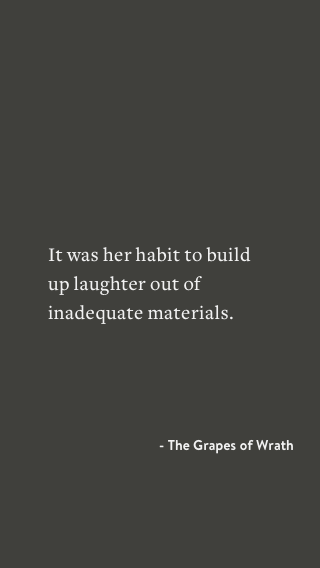 It was her habit to build
up laughter out of
inadequate materials.
- The Grapes of Wrath